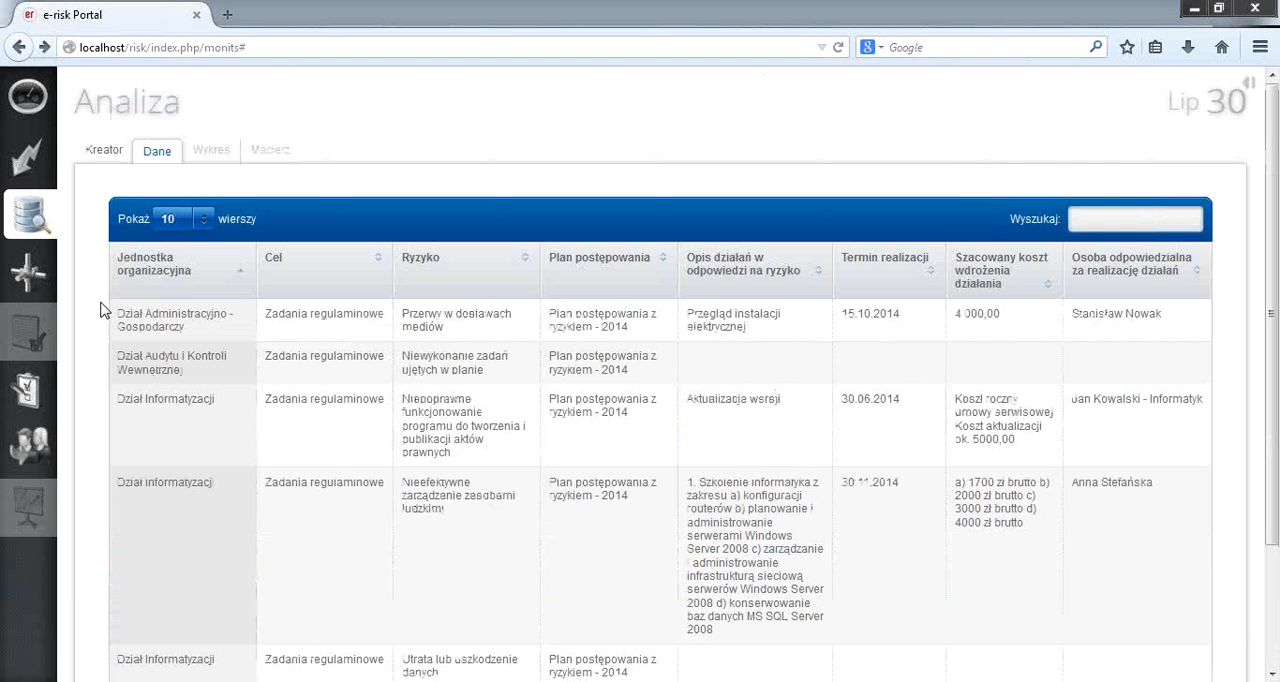 e-risk Portal
localhost/risk/index.php/monits#
Google
Analiza
Lip 30
Kreator
Dane
Wykres
Macierz
Pokaż 10 wierszy
Wyszukaj:
Jednostka
organizacyjna
Cel
Ryzyko
Plan postępowania
Opis działań w
odpowiedzi na ryzyko
Termin realizacji
Szacowany koszt
wdrożenia
działania
Osoba odpowiedzialna
za realizację działań
Dział Administracyjno -
Gospodarczy
Zadania regulaminowe
Przerwy w dostawach
mediów
Plan postępowania z
ryzykiem - 2014
Przegląd instalacji
elektrycznej
15.10.2014
4 000,00
Stanisław Nowak
Dział Audytu i Kontroli
Wewnętrznej
Zadania regulaminowe
Niewykonanie zadań
ujętych w planie
Plan postępowania z
ryzykiem - 2014
Dział Informatyzacji
Zadania regulaminowe
Niepoprawne
funkcjonowanie
programu do tworzenia i
publikacji aktów
prawnych
Plan postępowania z
ryzykiem - 2014
Aktualizacja wersji
30.06.2014
Koszt roczny
umowy serwisowej
Koszt aktualizacji
ok. 5000,00
Jan Kowalski - Informatyk
Dział Informatyzacji
Zadania regulaminowe
Nieefektywne
zarządzanie zasobami
ludzkimi
Plan postępowania z
ryzykiem - 2014
1. Szkolenie informatyka z
zakresu a) konfiguracji
routerów b) planowanie i
administrowanie
serwerami Windows
Server 2008 c) zarządzanie
i administrowanie
infrastrukturą sieciową
serwerów Windows Server
2008 d) konserwowanie
baz danych MS SQL Server
2008
30.11.2014
a) 1700 zł brutto b)
2000 zł brutto c)
3000 zł brutto d)
4000 zł brutto
Anna Stefańska
Dział Informatyzacji
Zadania regulaminowe
Utrata lub uszkodzenie
danych
Plan postępowania z
ryzykiem - 2014